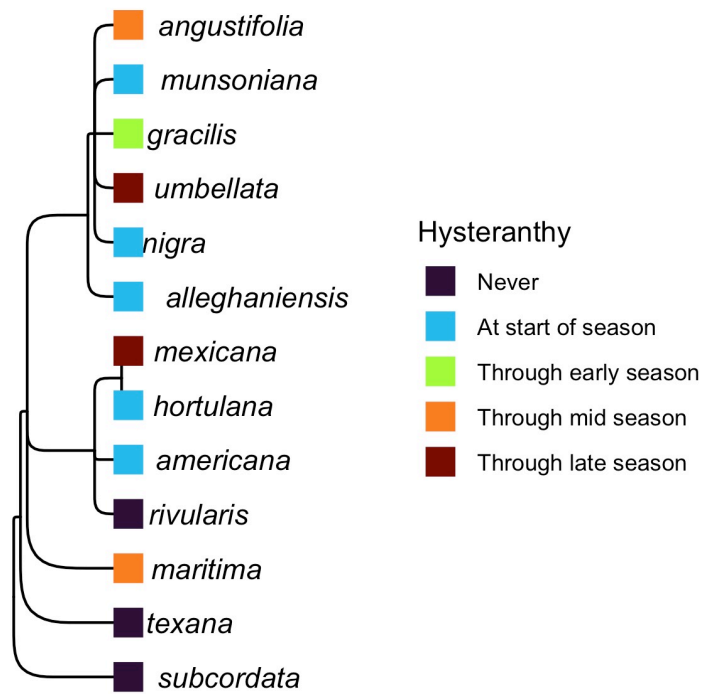 angustifolia
munsoniana
gracilis
umbellata
nigra
alleghaniensis
mexicana
hortulana
americana
rivularis
maritima
texana
subcordata
Hysteranthy
Never
At start of season
Through early season
Through mid season
Through late season